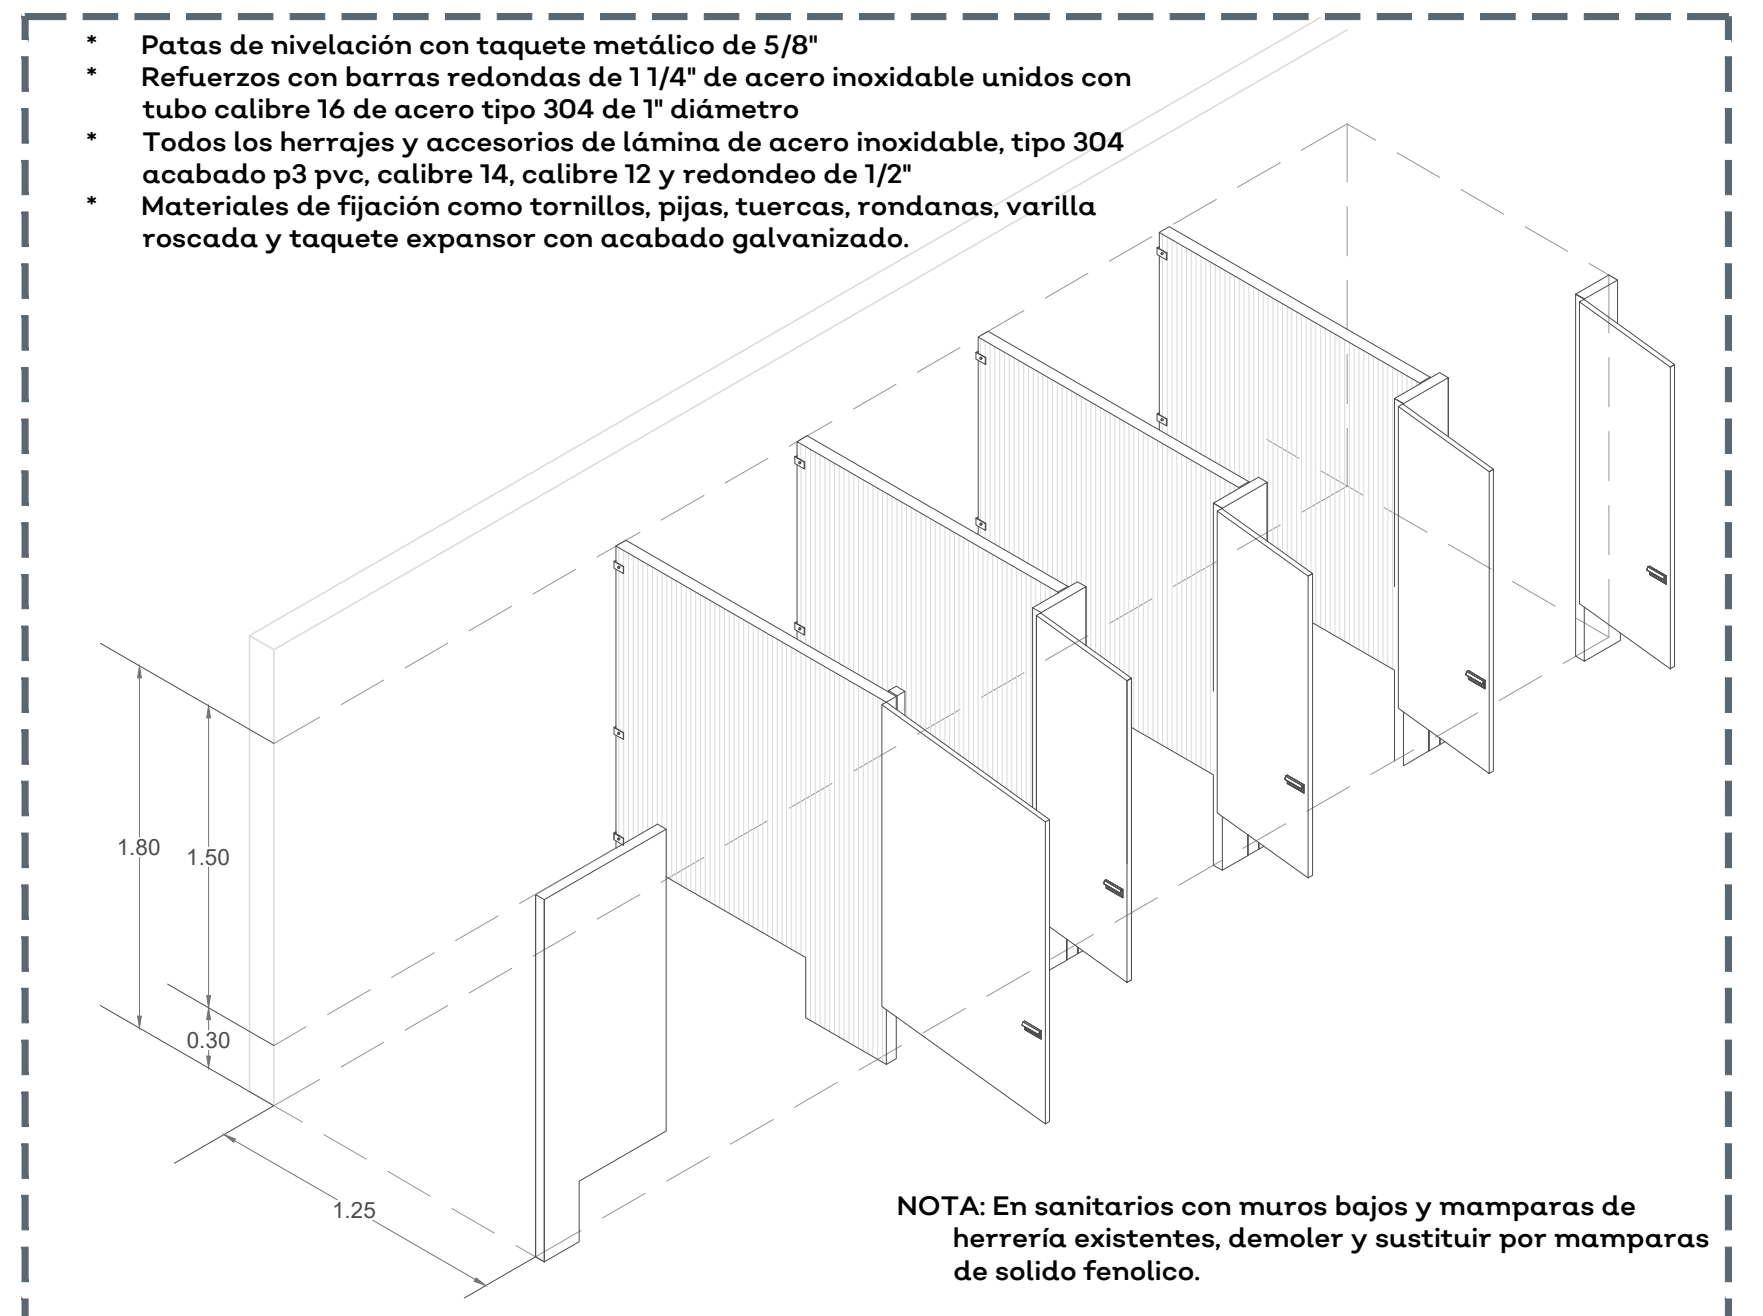 * Patas de nivelación con taquete metálico de 5/8"
* Refuerzos con barras redondas de 1 1/4" de acero inoxidable unidos con
tubo calibre 16 de acero tipo 304 de 1" diámetro
* Todos los herrajes y accesorios de lámina de acero inoxidable, tipo 304
acabado p3 pvc, calibre 14, calibre 12 y redondeo de 1/2"
* Materiales de fijación como tornillos, pijas, tuercas, rondanas, varilla
roscada y taquete expansor con acabado galvanizado.
1.80
1.50
0.30
1.25
NOTA: En sanitarios con muros bajos y mamparas de
herrería existentes, demoler y sustituir por mamparas
de solido fenolico.